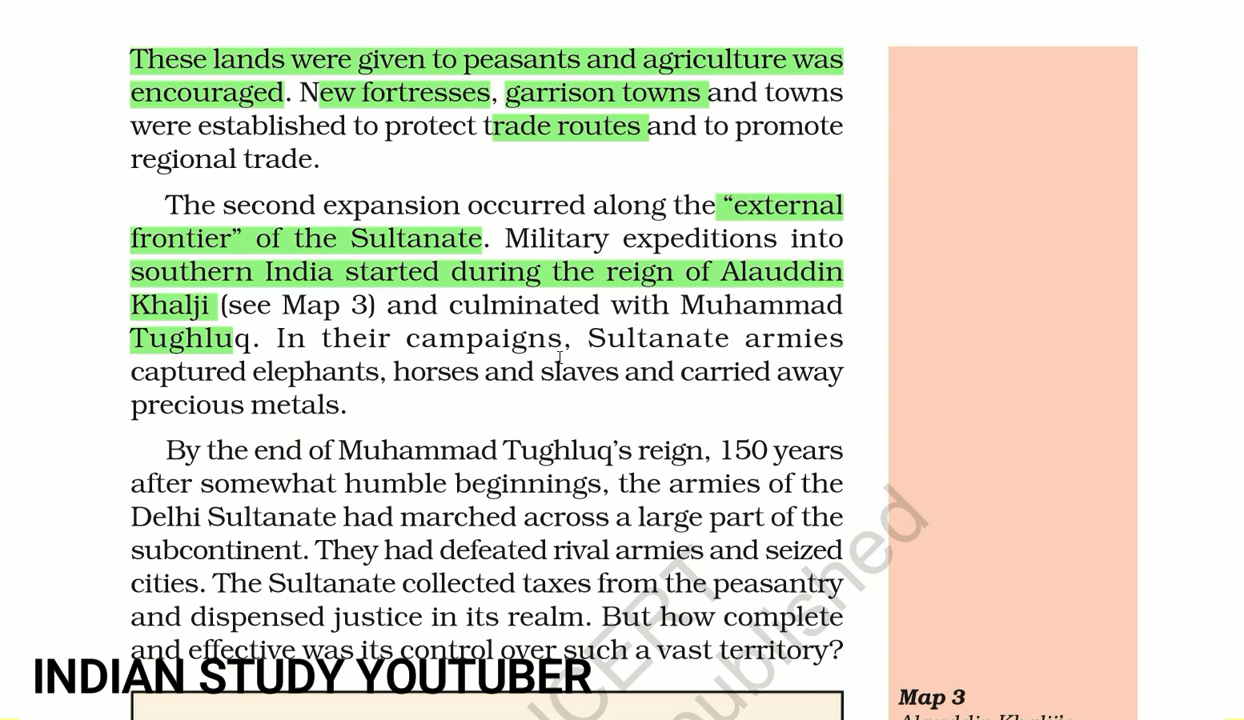 These lands were given to peasants and agriculture was
encouraged. New fortresses, garrison towns and towns
were established to protect trade routes and to promote
regional trade.
The second expansion occurred along the “external
frontier” of the Sultanate. Military expeditions into
southern India started during the reign of Alauddin
Khalji (see Map 3) and culminated with Muhammad
Tughluq. In their campaigns, Sultanate armies
captured elephants, horses and slaves and carried away
precious metals.
By the end of Muhammad Tughluq’s reign, 150 years
after somewhat humble beginnings, the armies of the
Delhi Sultanate had marched across a large part of the
subcontinent. They had defeated rival armies and seized
cities. The Sultanate collected taxes from the peasantry
and dispensed justice in its realm. But how complete
and effective was its control over such a vast territory?
INDIAN STUDY YOUTUBER
NCERT
published
Map 3
Alauddin Khalji’s